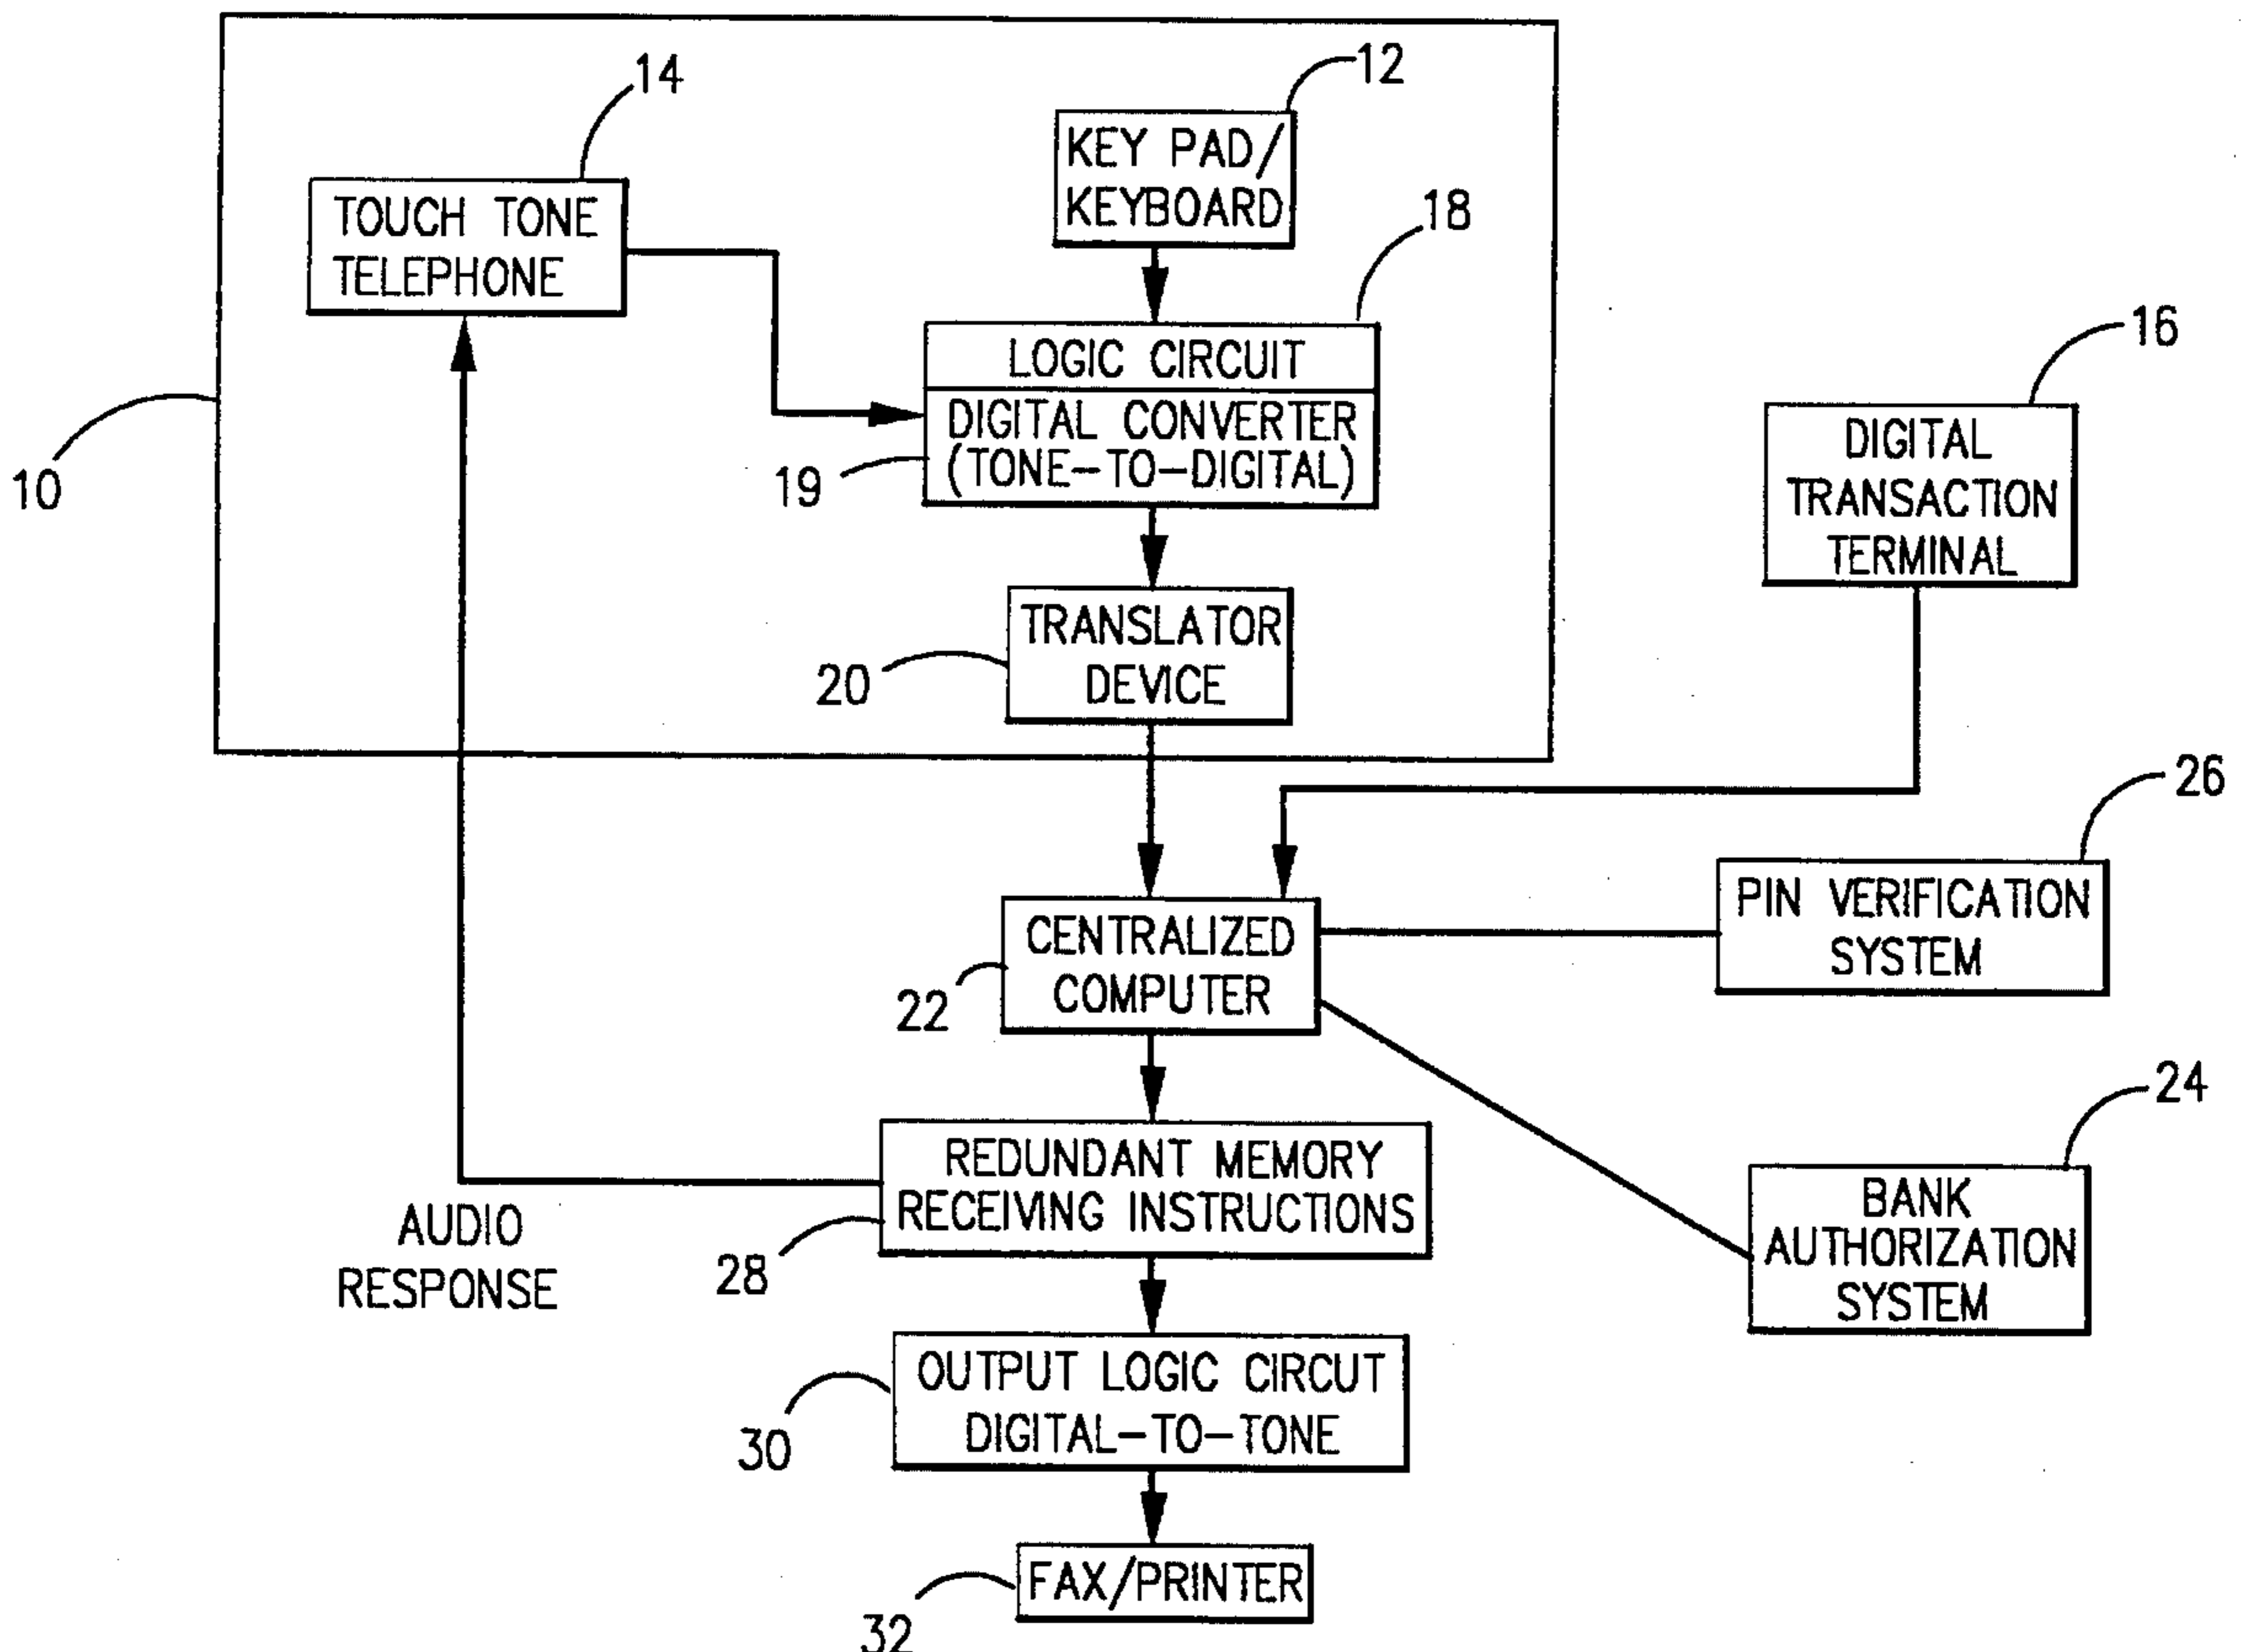 14
12
KEY PAD/
KEYBOARD
TOUCH TONE
TELEPHONE
18
LOGIC CIRCUIT
DIGITAL CONVERTER
(TONE-TO-DIGITAL)
19
10
16
DIGITAL
TRANSACTION
TERMINAL
TRANSLATOR
DEVICE
20
26
PIN VERIFICATION
SYSTEM
CENTRALIZED
COMPUTER
22
24
BANK
AUTHORIZATION
SYSTEM
REDUNDANT MEMORY
RECEIVING INSTRUCTIONS
28
AUDIO
RESPONSE
OUTPUT LOGIC CIRCUT
DIGITAL-TO-TONE
30
FAX/PRINTER
32